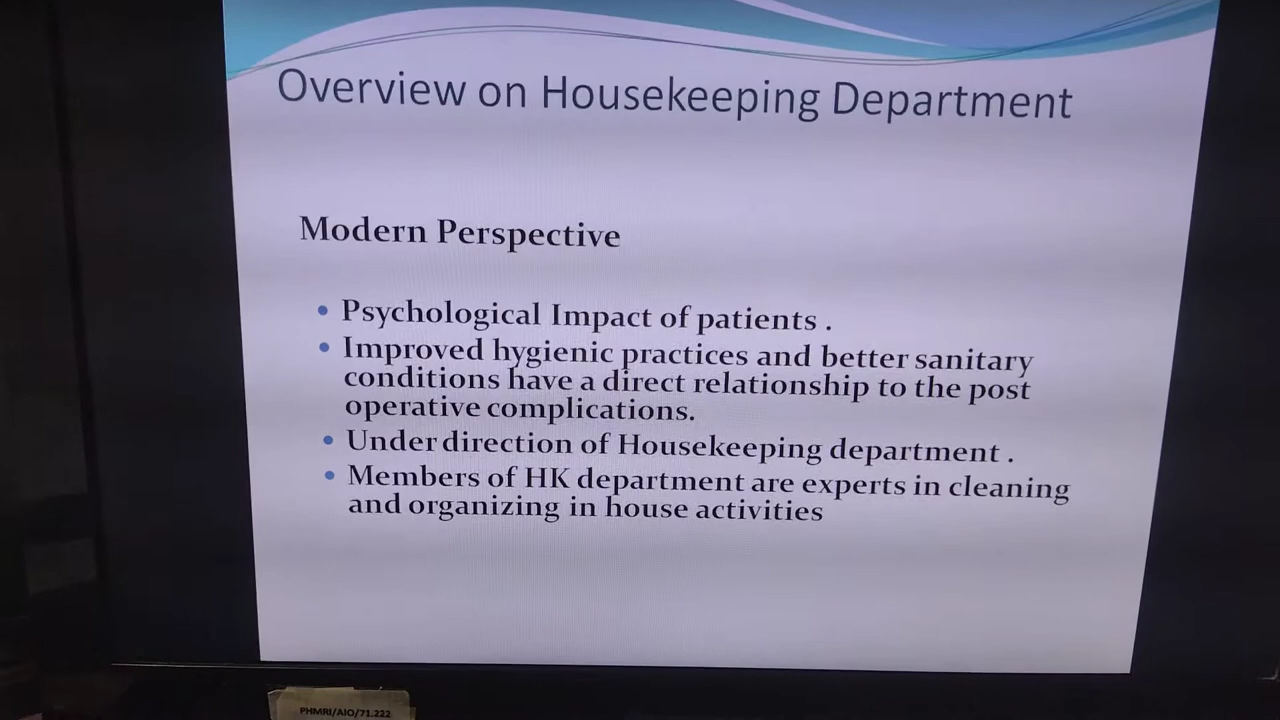 Overview on Housekeeping Department
Modern Perspective
• Psychological Impact of patients .
• Improved hygienic practices and better sanitary
conditions have a direct relationship to the post
operative complications.
• Under direction of Housekeeping department .
• Members of HK department are experts in cleaning
and organizing in house activities
PHMRI/AIO/71.222